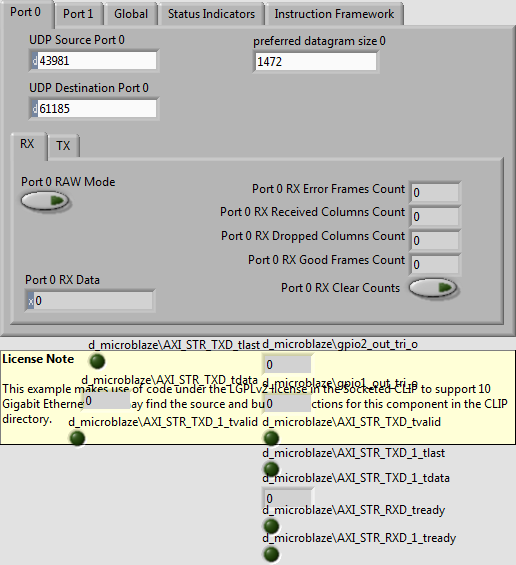 Port 0 Port 1 Global Status Indicators Instruction Framework
UDP Source Port 0
preferred datagram size 0
d 43981
1472
UDP Destination Port 0
d 61185
RX TX
Port 0 RAW Mode
Port 0 RX Error Frames Count 0
Port 0 RX Received Columns Count 0
Port 0 RX Dropped Columns Count 0
Port 0 RX Good Frames Count 0
Port 0 RX Clear Counts
Port 0 RX Data
x 0
d_microblaze\AXI_STR_TXD_tlast
d_microblaze\gpio2_out_tri_o
License Note
0
d_microblaze\AXI_STR_TXD_tdata
d_microblaze\gpio1_out_tri_o
This example makes use of code under the LGPLv2 license in the Socketed CLIP to support 10
Gigabit Etherne 0 ay find the source and bu 0 ctions for this component in the CLIP
directory.
d_microblaze\AXI_STR_TXD_1_tvalid
d_microblaze\AXI_STR_TXD_tvalid
d_microblaze\AXI_STR_TXD_1_tlast
d_microblaze\AXI_STR_TXD_1_tdata
0
d_microblaze\AXI_STR_RXD_tready
d_microblaze\AXI_STR_RXD_1_tready